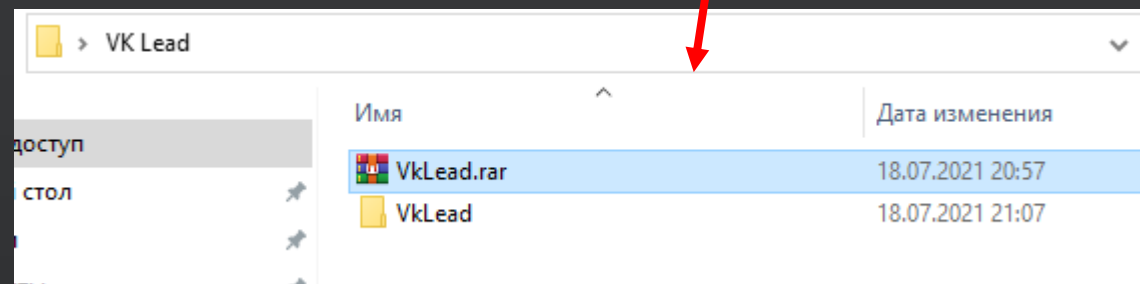 VK Lead
Имя Дата изменения
доступ
VkLead.rar 18.07.2021 20:57
стол
VkLead 18.07.2021 21:07